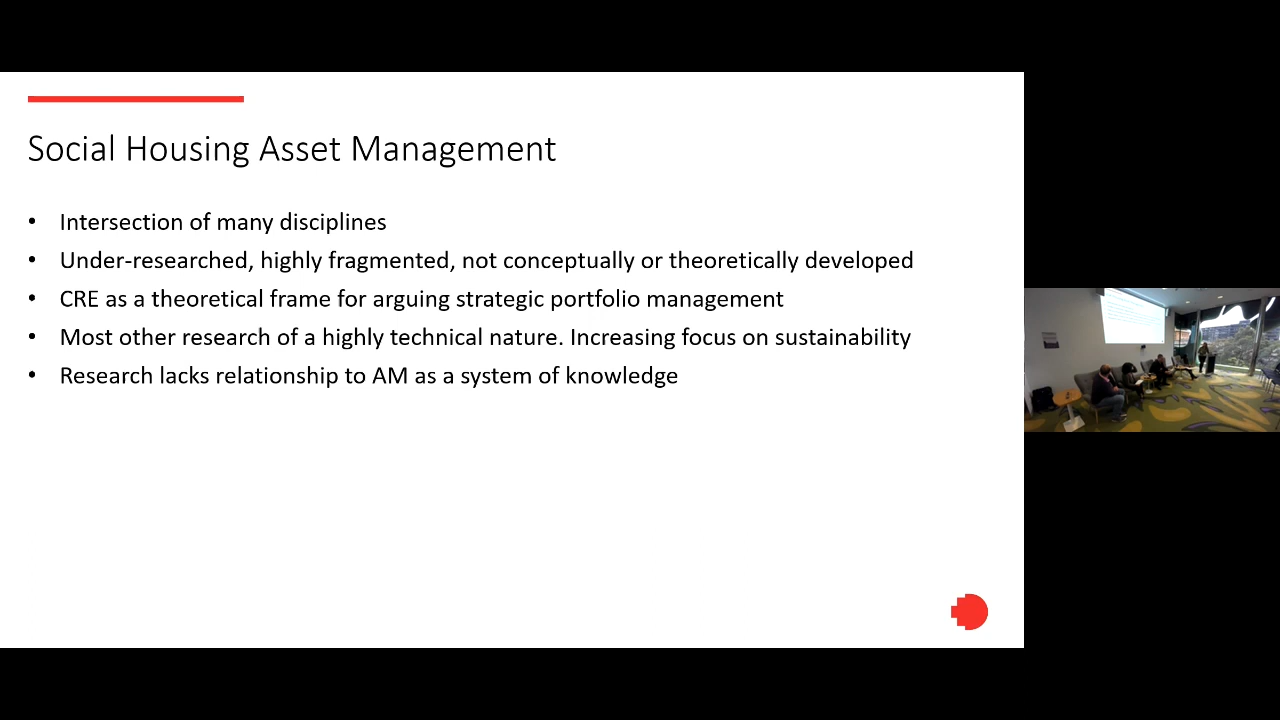 Social Housing Asset Management
• Intersection of many disciplines
• Under-researched, highly fragmented, not conceptually or theoretically developed
• CRE as a theoretical frame for arguing strategic portfolio management
• Most other research of a highly technical nature. Increasing focus on sustainability
• Research lacks relationship to AM as a system of knowledge